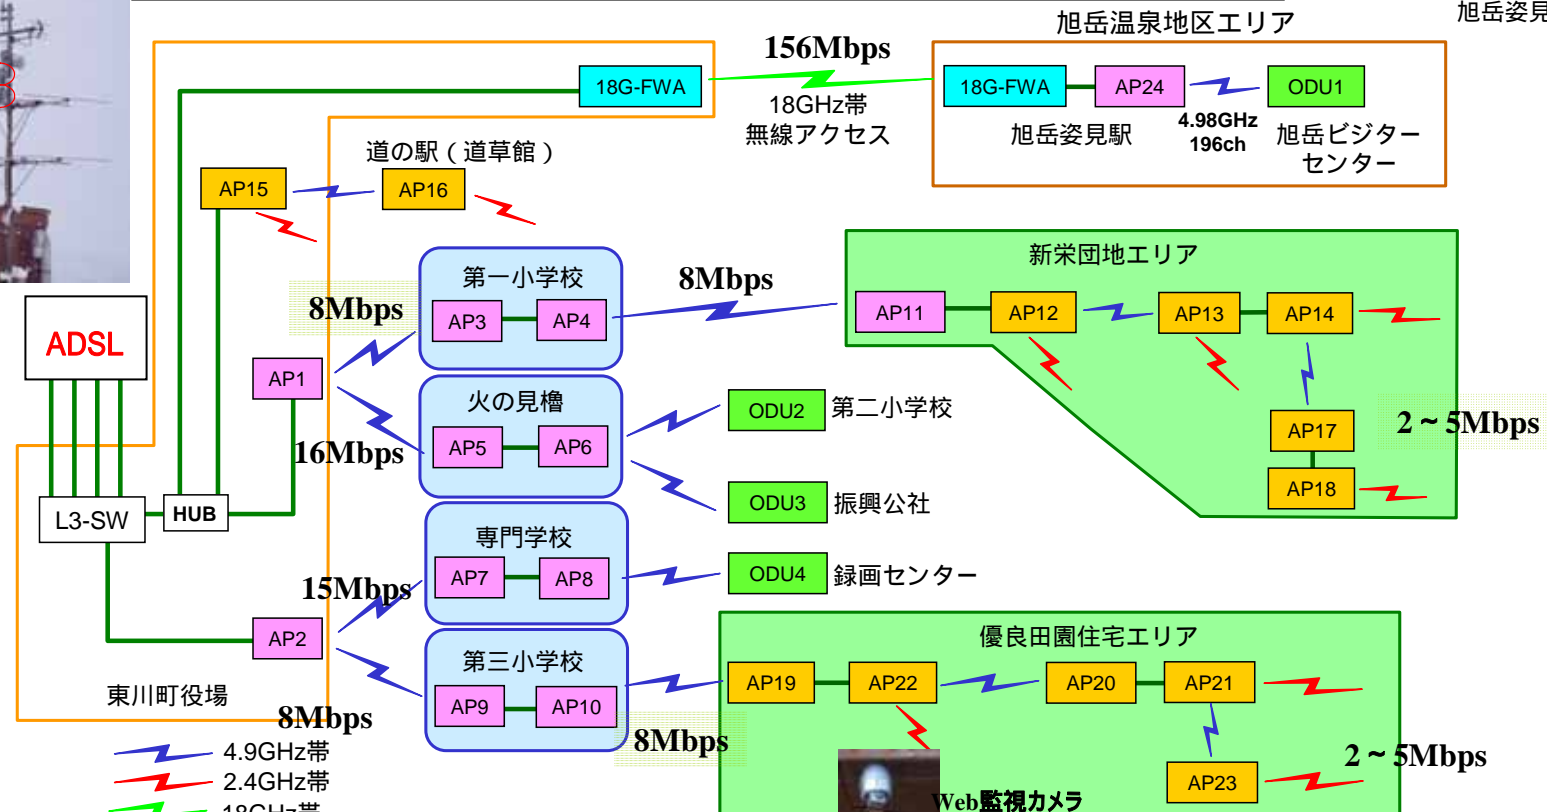 旭岳姿見
旭岳温泉地区エリア
156Mbps
18G-FWA
18GHz帯
無線アクセス
18G-FWA
AP24
ODU1
4.98GHz
196ch
旭岳姿見駅
旭岳ビジター
センター
道の駅(道草館)
AP15
AP16
新栄団地エリア
第一小学校
8Mbps
8Mbps
AP3
AP4
AP11
AP12
AP13
AP14
ADSL
AP1
火の見櫓
AP5
AP6
16Mbps
ODU2
第二小学校
AP17
2~5Mbps
AP18
ODU3
振興公社
L3-SW
HUB
専門学校
AP7
AP8
15Mbps
ODU4
録画センター
AP2
優良田園住宅エリア
第三小学校
AP9
AP10
AP19
AP22
AP20
AP21
東川町役場
8Mbps
8Mbps
2~5Mbps
AP23
4.9GHz帯
2.4GHz帯
18GHz帯
Web監視カメラ